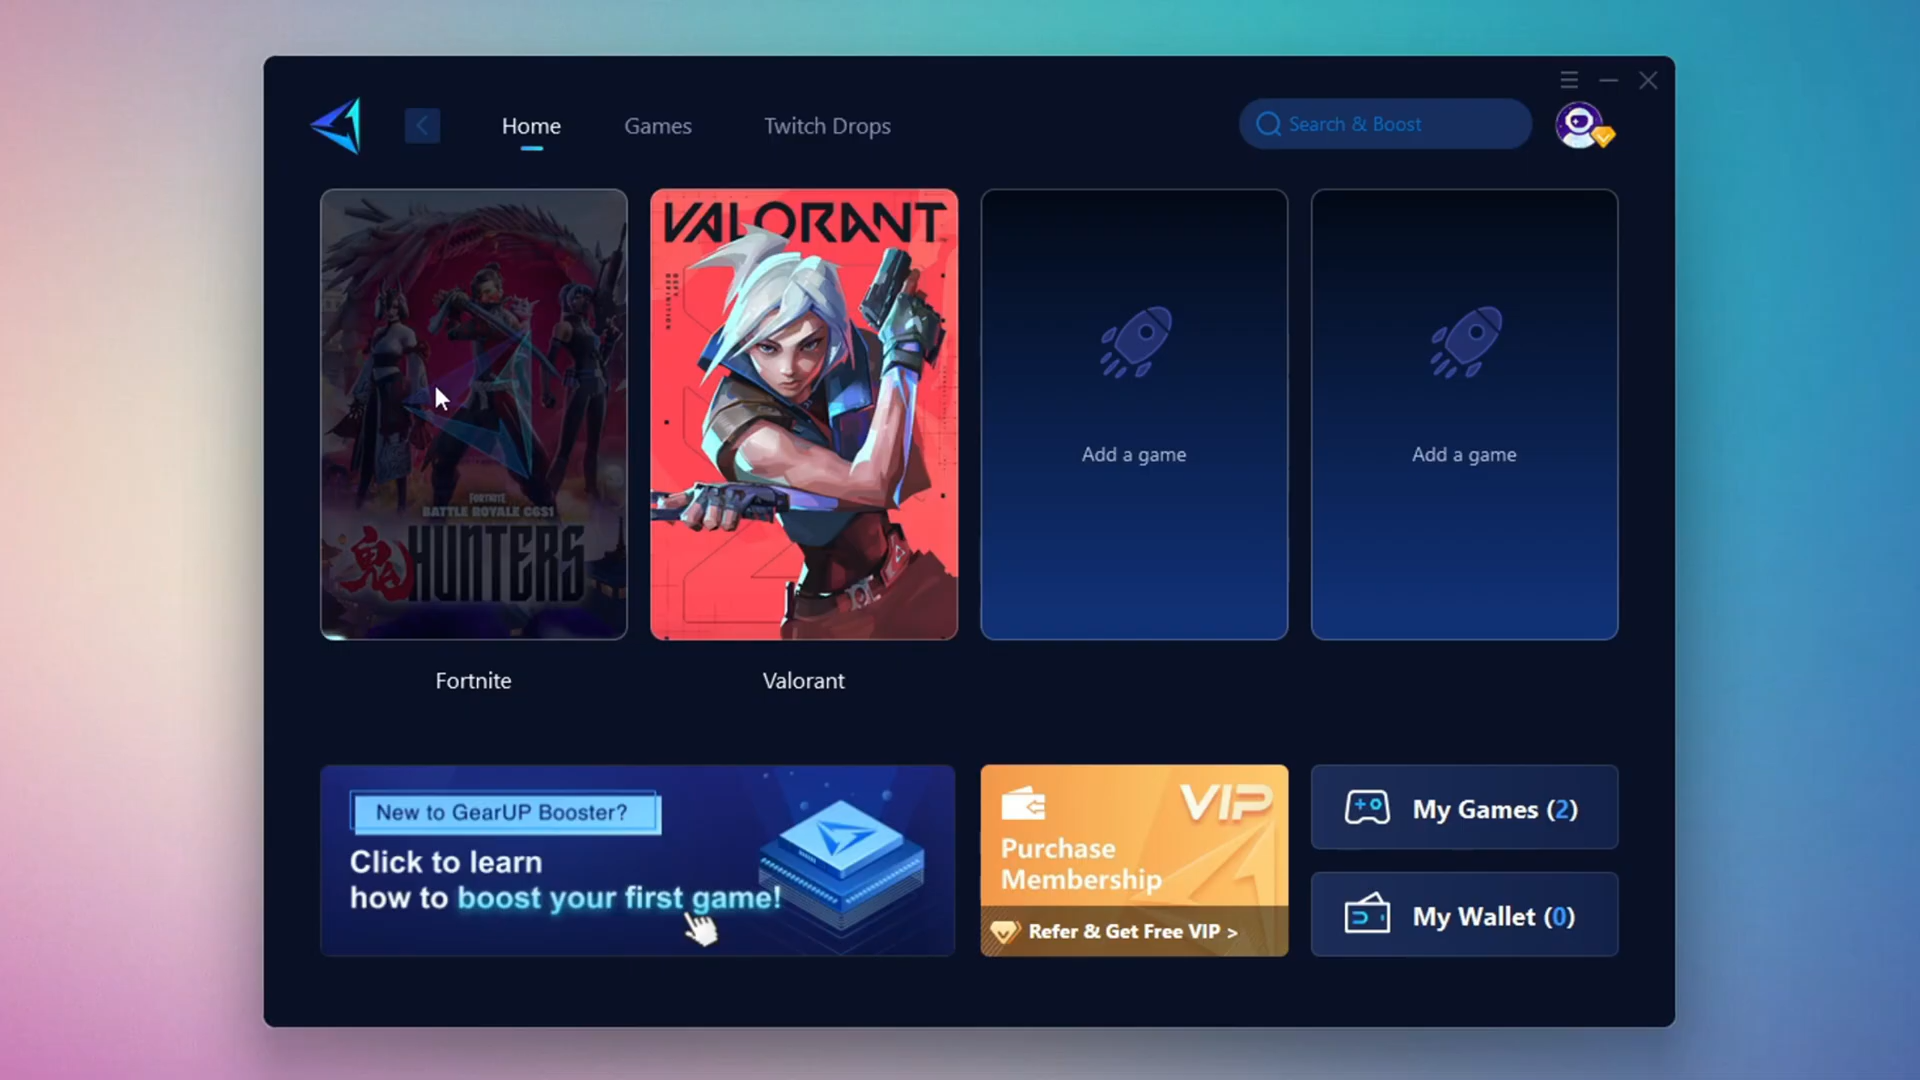 Home
Games
Twitch Drops
Search & Boost
VALORANT
FORTNITE
BATTLE ROYALE CGS1
鬼 HUNTERS
Add a game
Add a game
Fortnite
Valorant
New to GearUP Booster?
Click to learn
how to boost your first game!
VIP
Purchase
Membership
Refer & Get Free VIP >
My Games (2)
My Wallet (0)